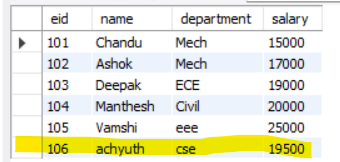 eid name department salary
101 Chandu Mech 15000
102 Ashok Mech 17000
103 Deepak ECE 19000
104 Manthesh Civil 20000
105 Vamshi eee 25000
106 achyuth cse 19500